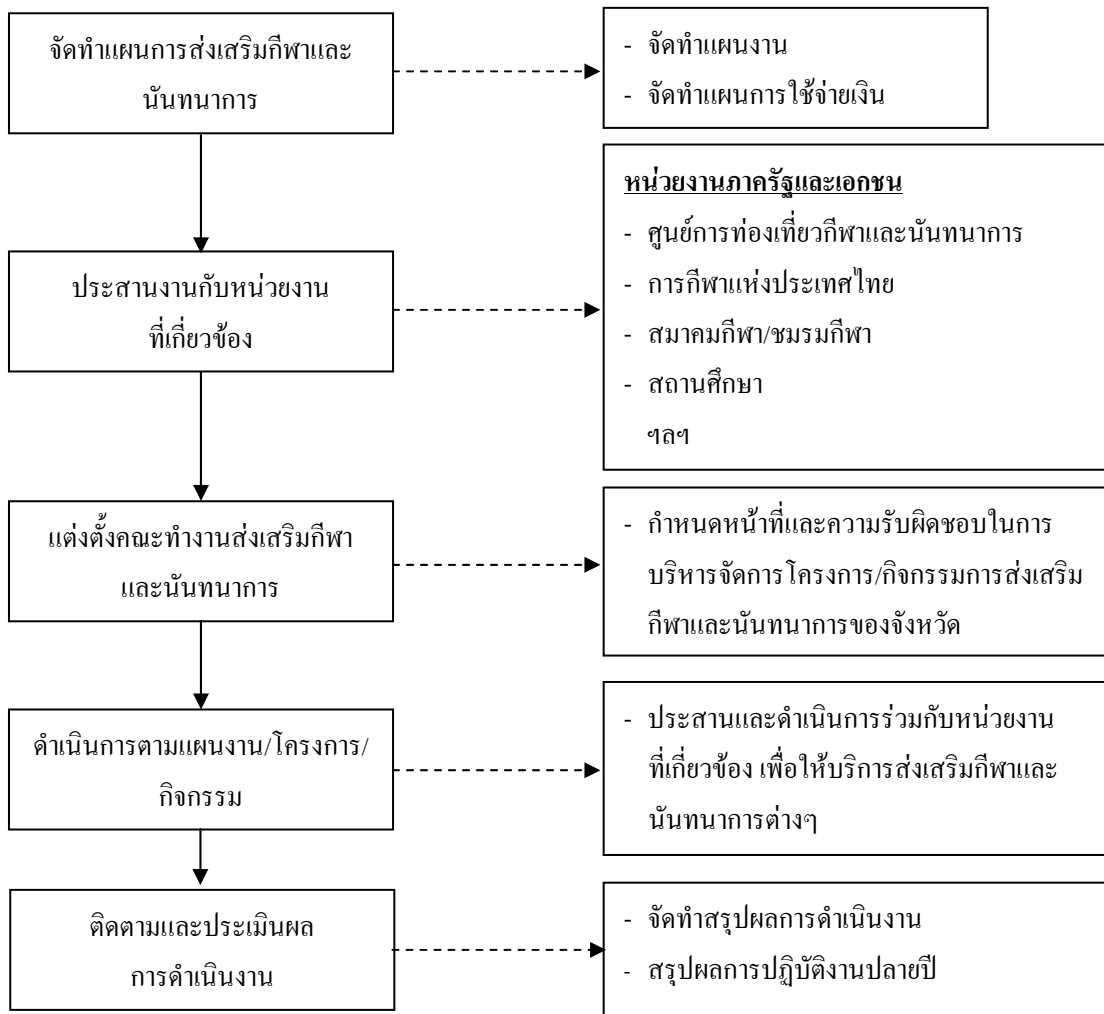 จัดทำแผนการส่งเสริมกีฬาและ
นันทนาการ
- จัดทำแผนงาน
- จัดทำแผนการใช้จ่ายเงิน
ประสานงานกับหน่วยงาน
ที่เกี่ยวข้อง
หน่วยงานภาครัฐและเอกชน
- ศูนย์การท่องเที่ยวกีฬาและนันทนาการ
- การกีฬาแห่งประเทศไทย
- สมาคมกีฬา/ชมรมกีฬา
- สถานศึกษา
ฯลฯ
แต่งตั้งคณะทำงานส่งเสริมกีฬา
และนันทนาการ
- กำหนดหน้าที่และความรับผิดชอบในการ
บริหารจัดการโครงการ/กิจกรรมการส่งเสริม
กีฬาและนันทนาการของจังหวัด
ดำเนินการตามแผนงาน/โครงการ/
กิจกรรม
- ประสานและดำเนินการร่วมกับหน่วยงาน
ที่เกี่ยวข้อง เพื่อให้บริการส่งเสริมกีฬาและ
นันทนาการต่างๆ
ติดตามและประเมินผล
การดำเนินงาน
- จัดทำสรุปผลการดำเนินงาน
- สรุปผลการปฏิบัติงานปลายปี